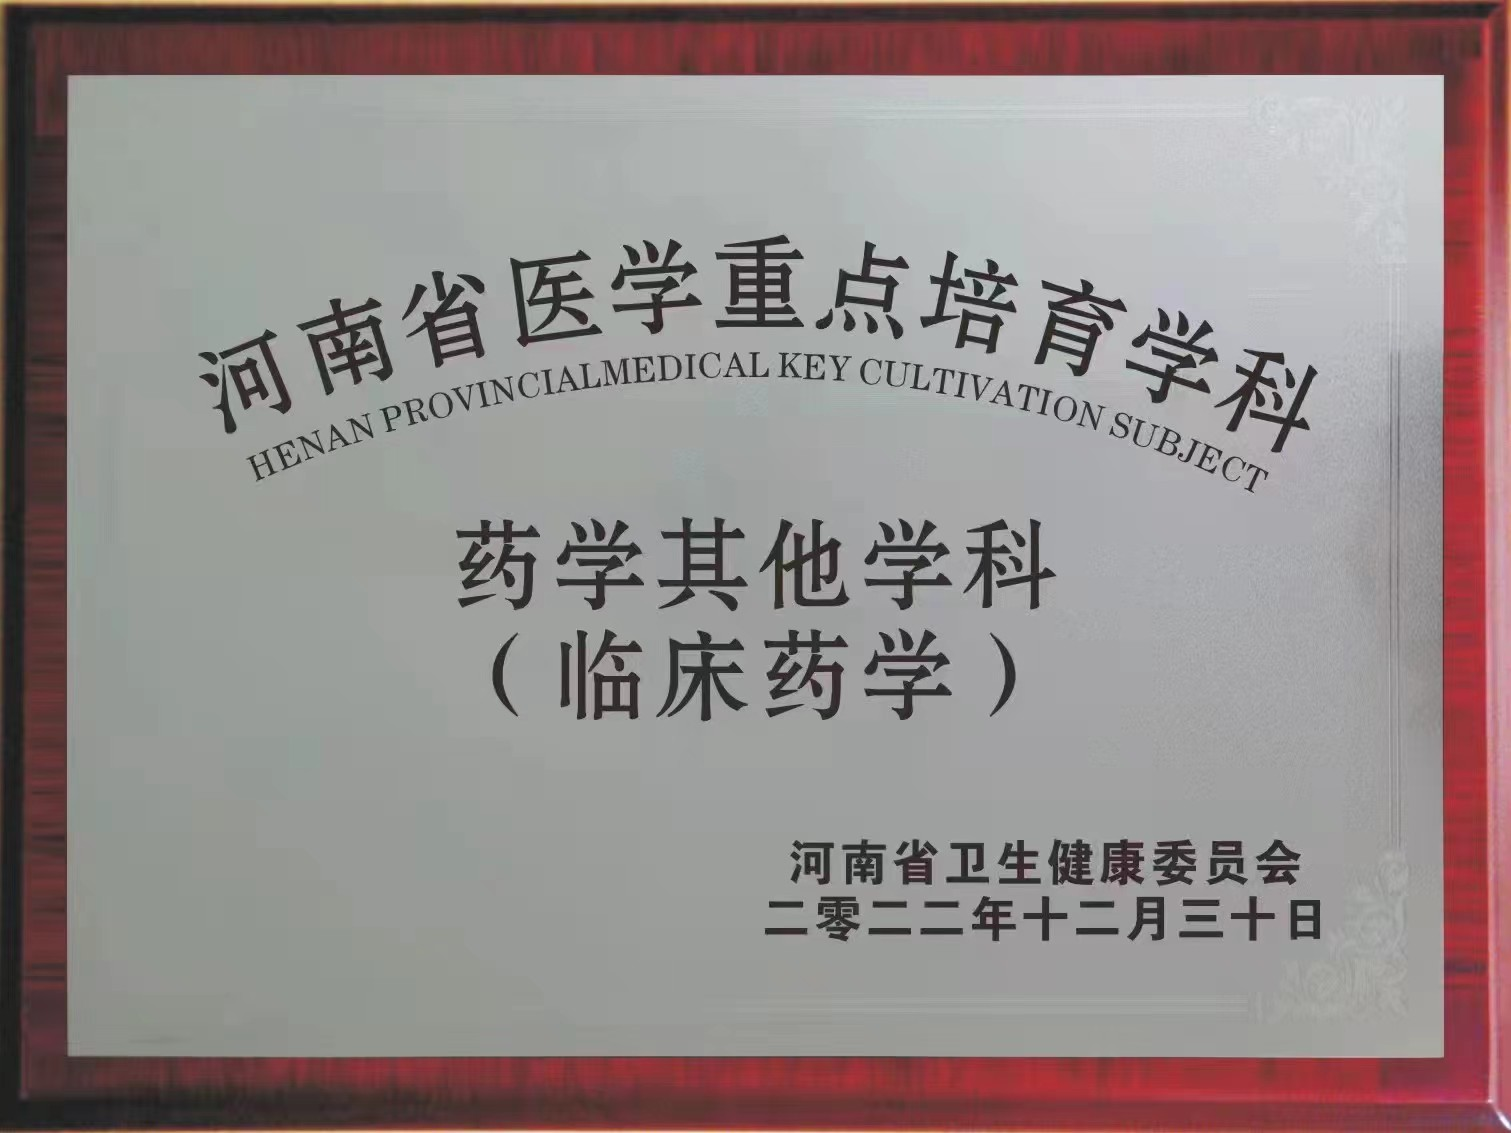 河南省医学重点培育学科
HENAN PROVINCIALMEDICAL KEY CULTIVATION SUBJECT
药学其他学科
（临床药学）
河南省卫生健康委员会
二零二二年十二月三十日